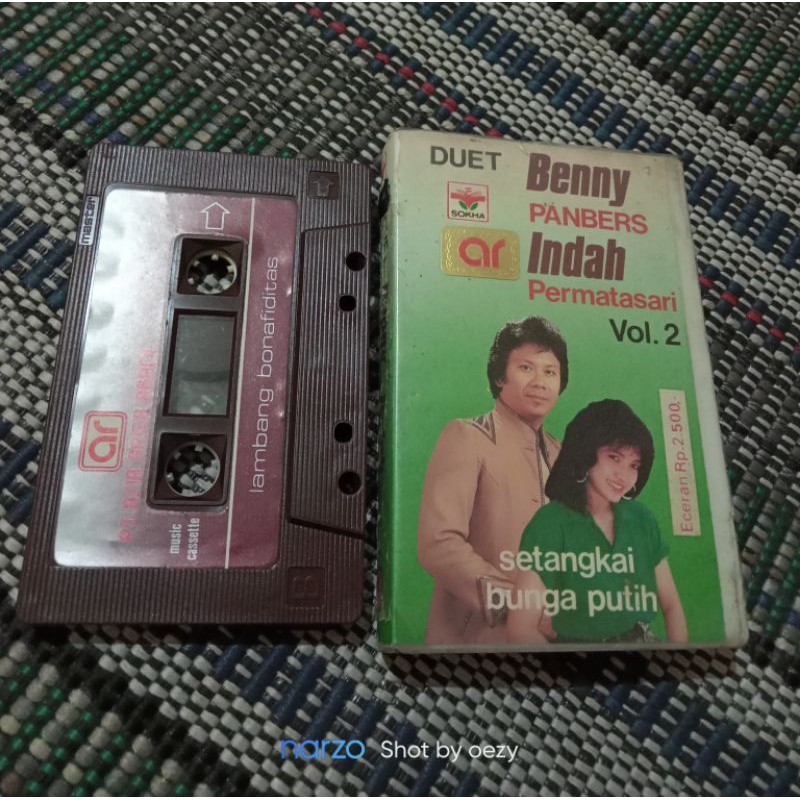 master
ar
lambang bonafiditas
music
cassette
B
DUET
Benny
PANBERS
SOKHA
ar
Indah
Permatasari
Vol. 2
Eceran Rp.2.500,-
setangkai
bunga putih
narzo Shot by oezy